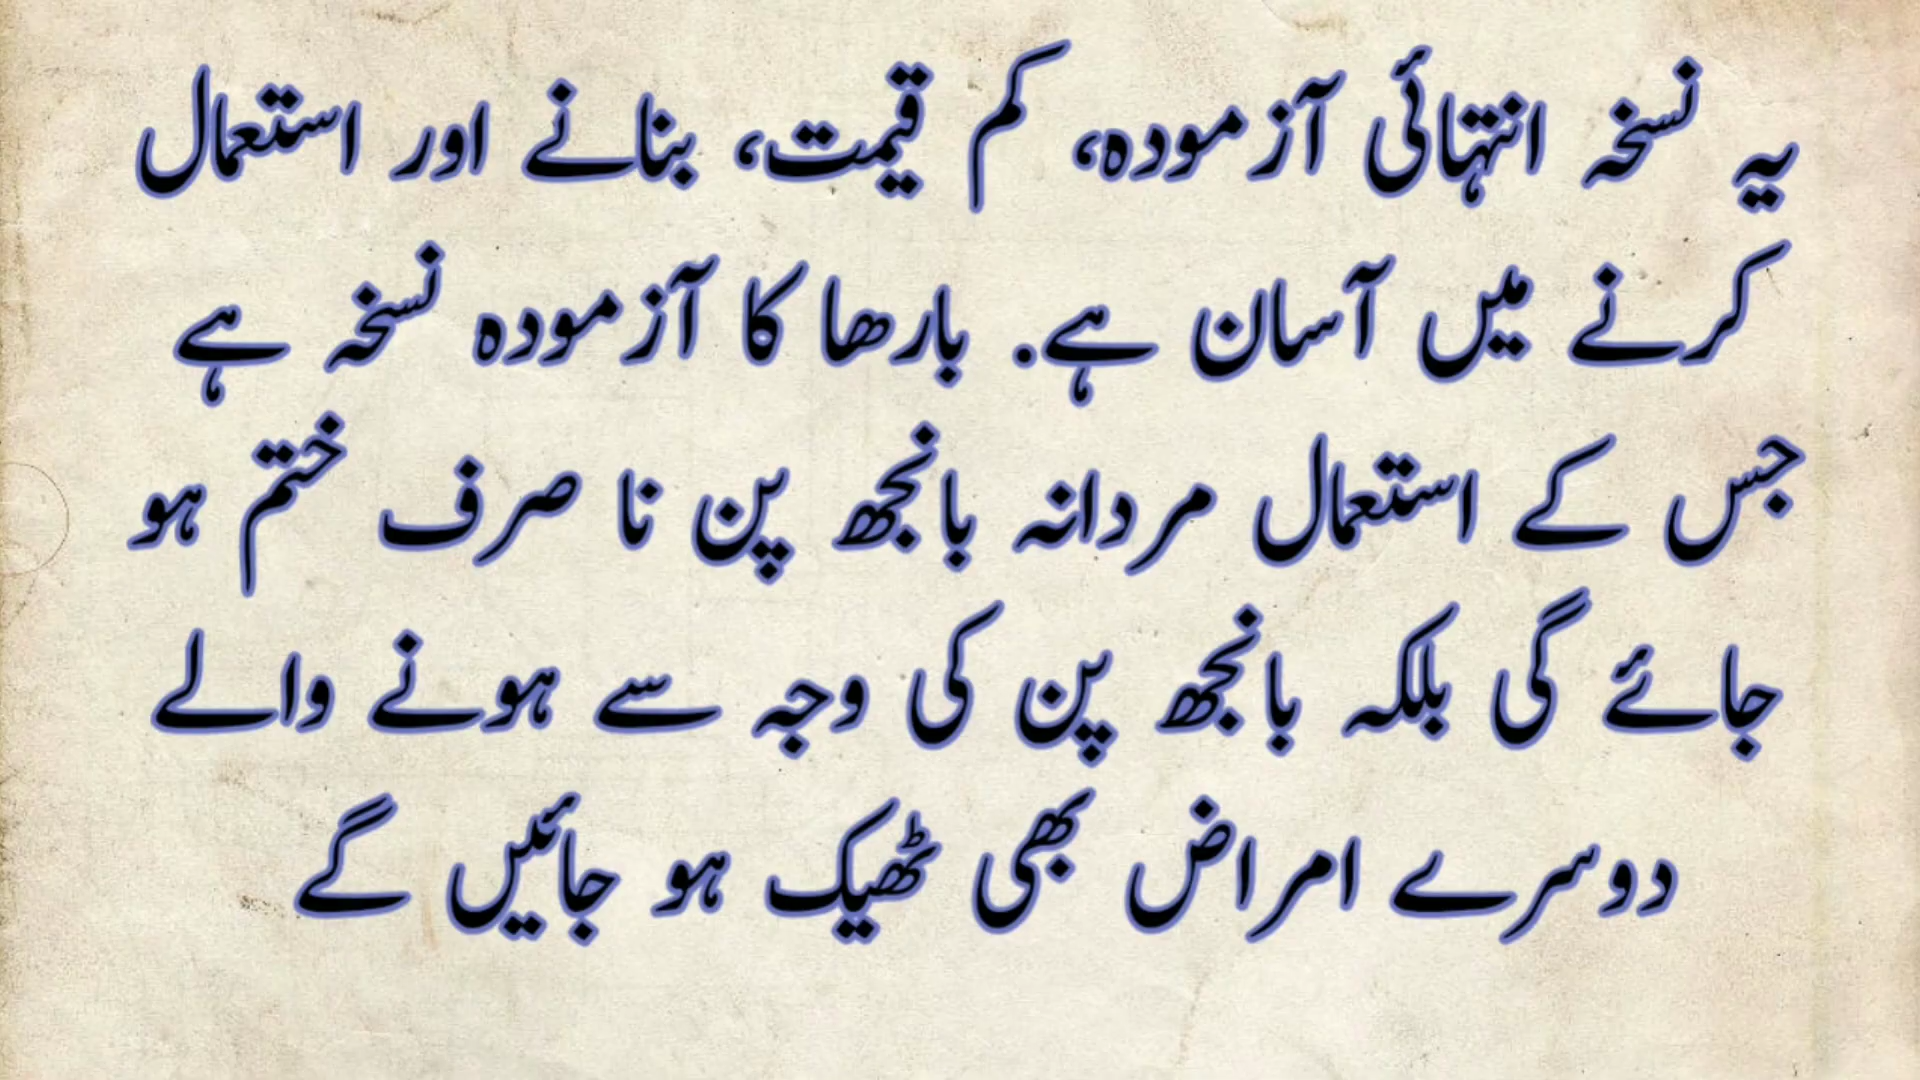 یہ نسخہ انتہائی آزمودہ، کم قیمت، بنانے اور استعمال
کرنے میں آسان ہے. بارھا کا آزمودہ نسخہ ہے
جس کے استعمال مردانہ بانجھ پن نا صرف ختم ہو
جائے گی بلکہ بانجھ پن کی وجہ سے ہونے والے
دوسرے امراض بھی ٹھیک ہو جائیں گے